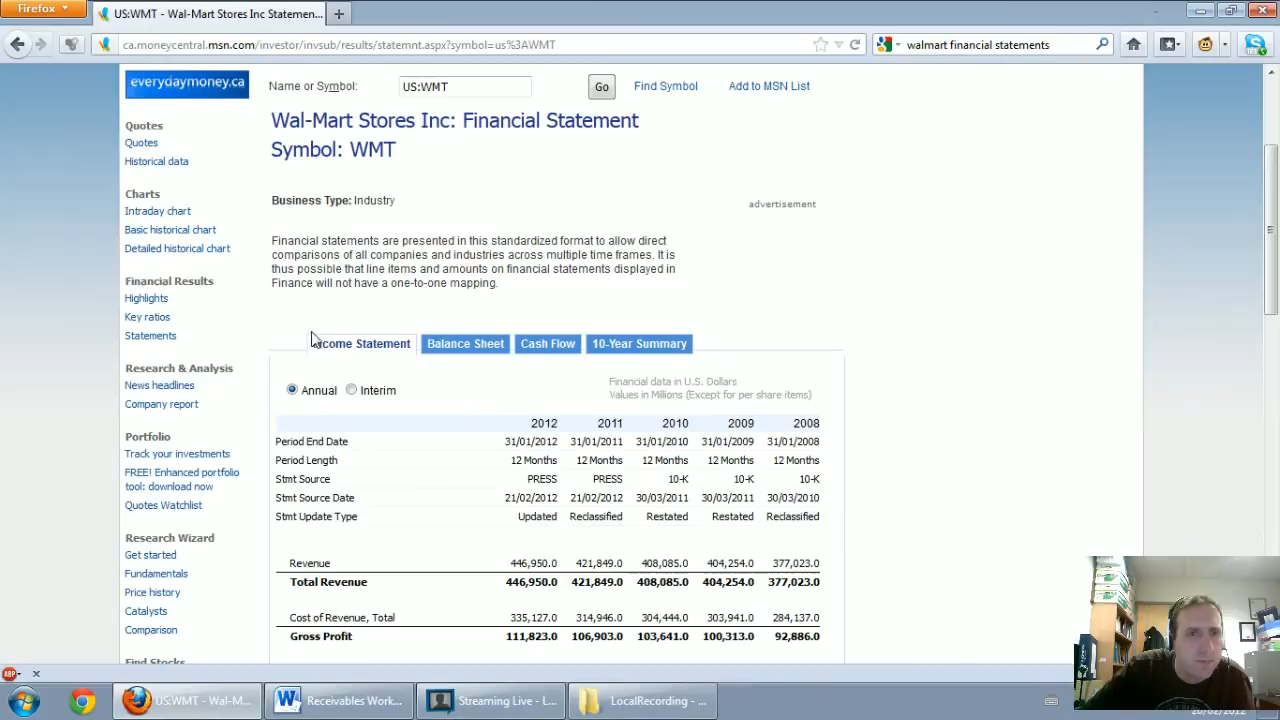 Firefox
US:WMT - Wal-Mart Stores Inc Statemen...
ca.moneycentral.msn.com/investor/invsub/results/statemnt.aspx?symbol=us%3AWMT
walmart financial statements
everydaymoney.ca
Name or Symbol:
US:WMT
Go
Find Symbol
Add to MSN List
Wal-Mart Stores Inc: Financial Statement
Symbol: WMT
Quotes
Quotes
Historical data
Charts
Intraday chart
Basic historical chart
Detailed historical chart
Financial Results
Highlights
Key ratios
Statements
Research & Analysis
News headlines
Company report
Portfolio
Track your investments
FREE! Enhanced portfolio
tool: download now
Quotes Watchlist
Research Wizard
Get started
Fundamentals
Price history
Catalysts
Comparison
Find Stocks
Business Type: Industry
advertisement
Financial statements are presented in this standardized format to allow direct
comparisons of all companies and industries across multiple time frames. It is
thus possible that line items and amounts on financial statements displayed in
Finance will not have a one-to-one mapping.
Income Statement Balance Sheet Cash Flow 10-Year Summary
Annual Interim
Financial data in U.S. Dollars
Values in Millions (Except for per share items)
2012 2011 2010 2009 2008
Period End Date 31/01/2012 31/01/2011 31/01/2010 31/01/2009 31/01/2008
Period Length 12 Months 12 Months 12 Months 12 Months 12 Months
Stmt Source PRESS PRESS 10-K 10-K 10-K
Stmt Source Date 21/02/2012 21/02/2012 30/03/2011 30/03/2011 30/03/2010
Stmt Update Type Updated Reclassified Restated Restated Reclassified
Revenue 446,950.0 421,849.0 408,085.0 404,254.0 377,023.0
Total Revenue 446,950.0 421,849.0 408,085.0 404,254.0 377,023.0
Cost of Revenue, Total 335,127.0 314,946.0 304,444.0 303,941.0 284,137.0
Gross Profit 111,823.0 106,903.0 103,641.0 100,313.0 92,886.0
ABP
US:WMT - Wal-M...
Receivables Work...
Streaming Live - L...
LocalRecording - ...